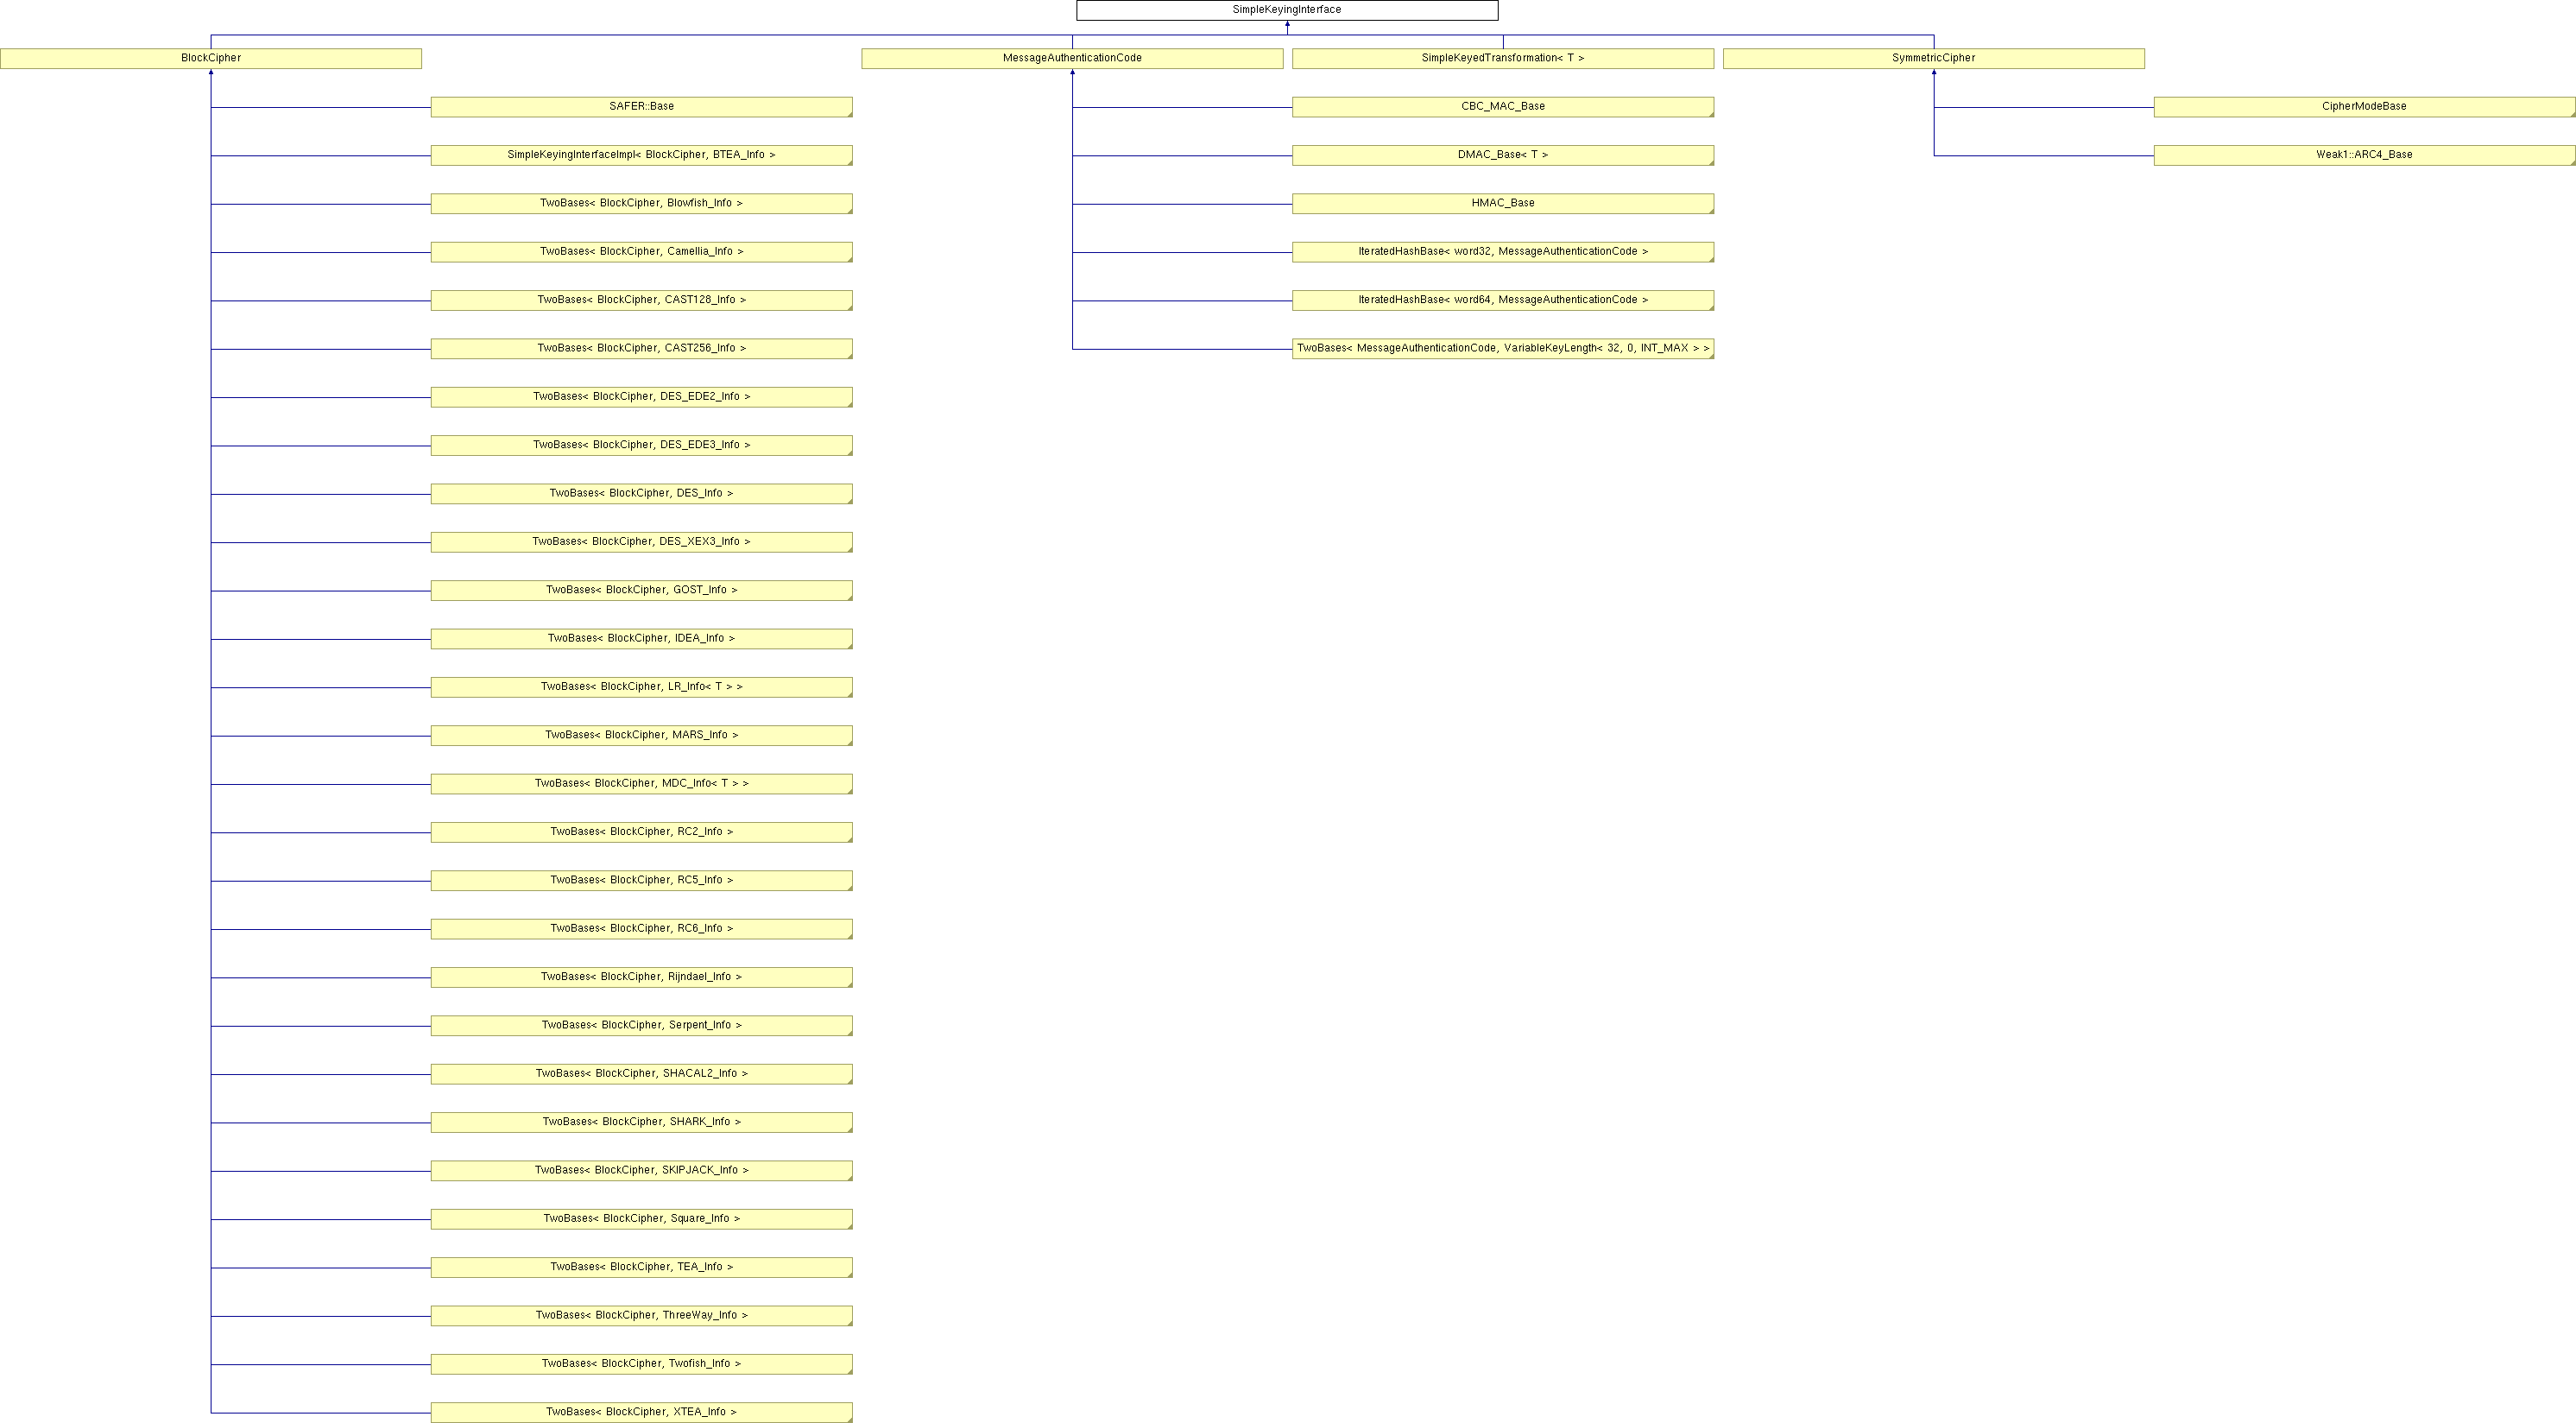 SimpleKeyingInterface
BlockCipher
MessageAuthenticationCode
SimpleKeyedTransformation< T >
SymmetricCipher
SAFER::Base
CBC_MAC_Base
CipherModeBase
SimpleKeyingInterfaceImpl< BlockCipher, BTEA_Info >
DMAC_Base< T >
Weak1::ARC4_Base
TwoBases< BlockCipher, Blowfish_Info >
HMAC_Base
TwoBases< BlockCipher, Camellia_Info >
IteratedHashBase< word32, MessageAuthenticationCode >
TwoBases< BlockCipher, CAST128_Info >
IteratedHashBase< word64, MessageAuthenticationCode >
TwoBases< BlockCipher, CAST256_Info >
TwoBases< MessageAuthenticationCode, VariableKeyLength< 32, 0, INT_MAX > >
TwoBases< BlockCipher, DES_EDE2_Info >
TwoBases< BlockCipher, DES_EDE3_Info >
TwoBases< BlockCipher, DES_Info >
TwoBases< BlockCipher, DES_XEX3_Info >
TwoBases< BlockCipher, GOST_Info >
TwoBases< BlockCipher, IDEA_Info >
TwoBases< BlockCipher, LR_Info< T > >
TwoBases< BlockCipher, MARS_Info >
TwoBases< BlockCipher, MDC_Info< T > >
TwoBases< BlockCipher, RC2_Info >
TwoBases< BlockCipher, RC5_Info >
TwoBases< BlockCipher, RC6_Info >
TwoBases< BlockCipher, Rijndael_Info >
TwoBases< BlockCipher, Serpent_Info >
TwoBases< BlockCipher, SHACAL2_Info >
TwoBases< BlockCipher, SHARK_Info >
TwoBases< BlockCipher, SKIPJACK_Info >
TwoBases< BlockCipher, Square_Info >
TwoBases< BlockCipher, TEA_Info >
TwoBases< BlockCipher, ThreeWay_Info >
TwoBases< BlockCipher, Twofish_Info >
TwoBases< BlockCipher, XTEA_Info >